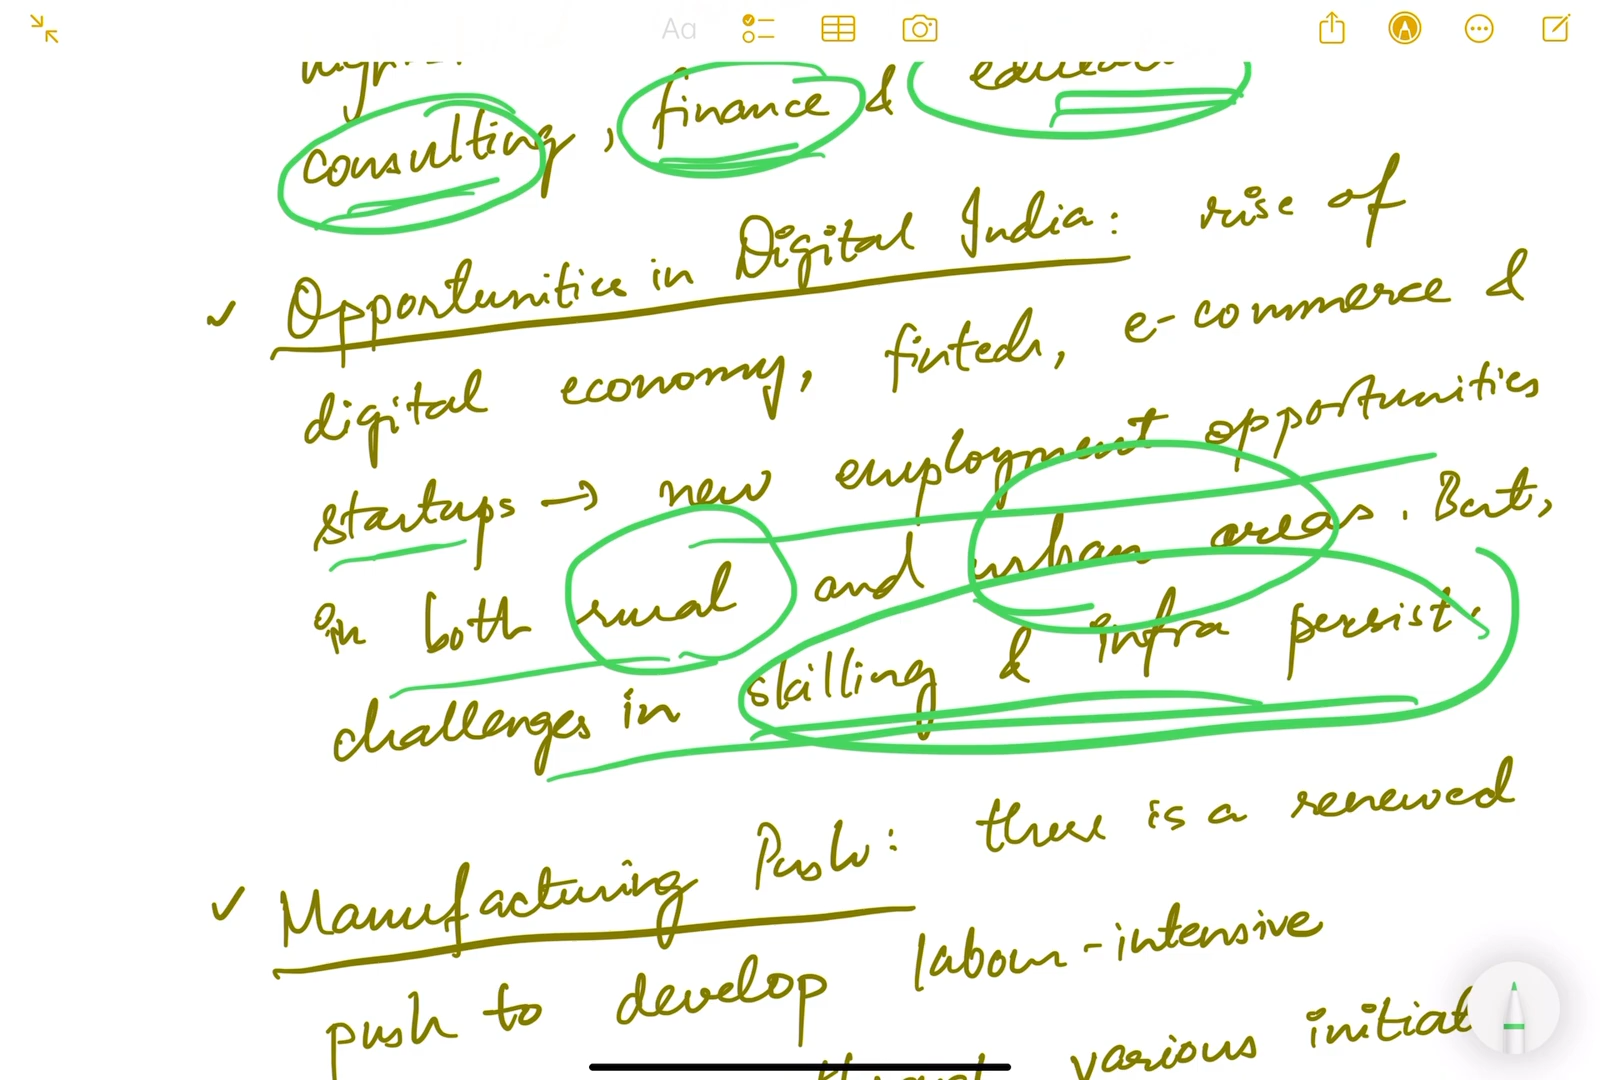 Aa
consulting, finance &
✓ Opportunities in Digital India: rise of
digital economy, fintech, e-commerce &
startups → new employment opportunities
in both rural and urban areas. But,
challenges in skilling & infra persist.
✓ Manufacturing Push: there is a renewed
push to develop labour-intensive
various